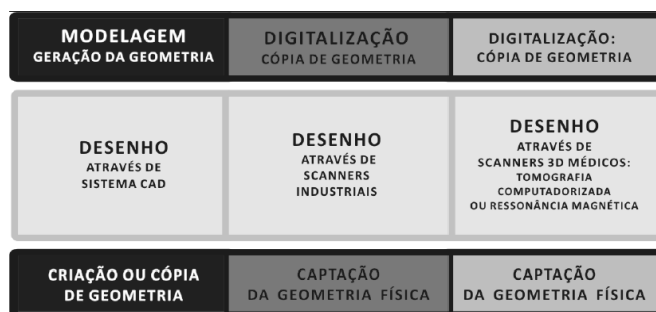 MODELAGEM
GERAÇÃO DA GEOMETRIA
DIGITALIZAÇÃO
CÓPIA DE GEOMETRIA
DIGITALIZAÇÃO:
CÓPIA DE GEOMETRIA
DESENHO
ATRAVÉS DE
SISTEMA CAD
DESENHO
ATRAVÉS DE
SCANNERS
INDUSTRIAIS
DESENHO
ATRAVÉS DE
SCANNERS 3D MÉDICOS:
TOMOGRAFIA
COMPUTADORIZADA
OU RESSONÂNCIA MAGNÉTICA
CRIAÇÃO OU CÓPIA
DE GEOMETRIA
CAPTAÇÃO
DA GEOMETRIA FÍSICA
CAPTAÇÃO
DA GEOMETRIA FÍSICA